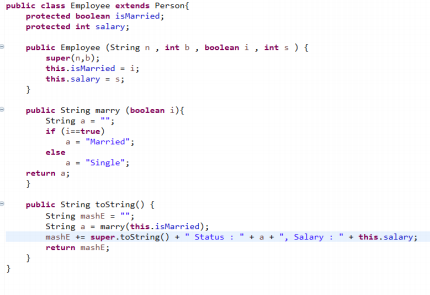 public class Employee extends Person{
    protected boolean isMarried;
    protected int salary;

    public Employee (String n , int b , boolean i , int s ) {
        super(n,b);
        this.isMarried = i;
        this.salary = s;
    }

    public String marry (boolean i){
        String a = "";
        if (i==true)
            a = "Married";
        else
            a = "Single";
    return a;
    }

    public String toString() {
        String mashE = "";
        String a = marry(this.isMarried);
        mashE += super.toString() + " Status : " + a + ", Salary : " + this.salary;
        return mashE;
    }
}